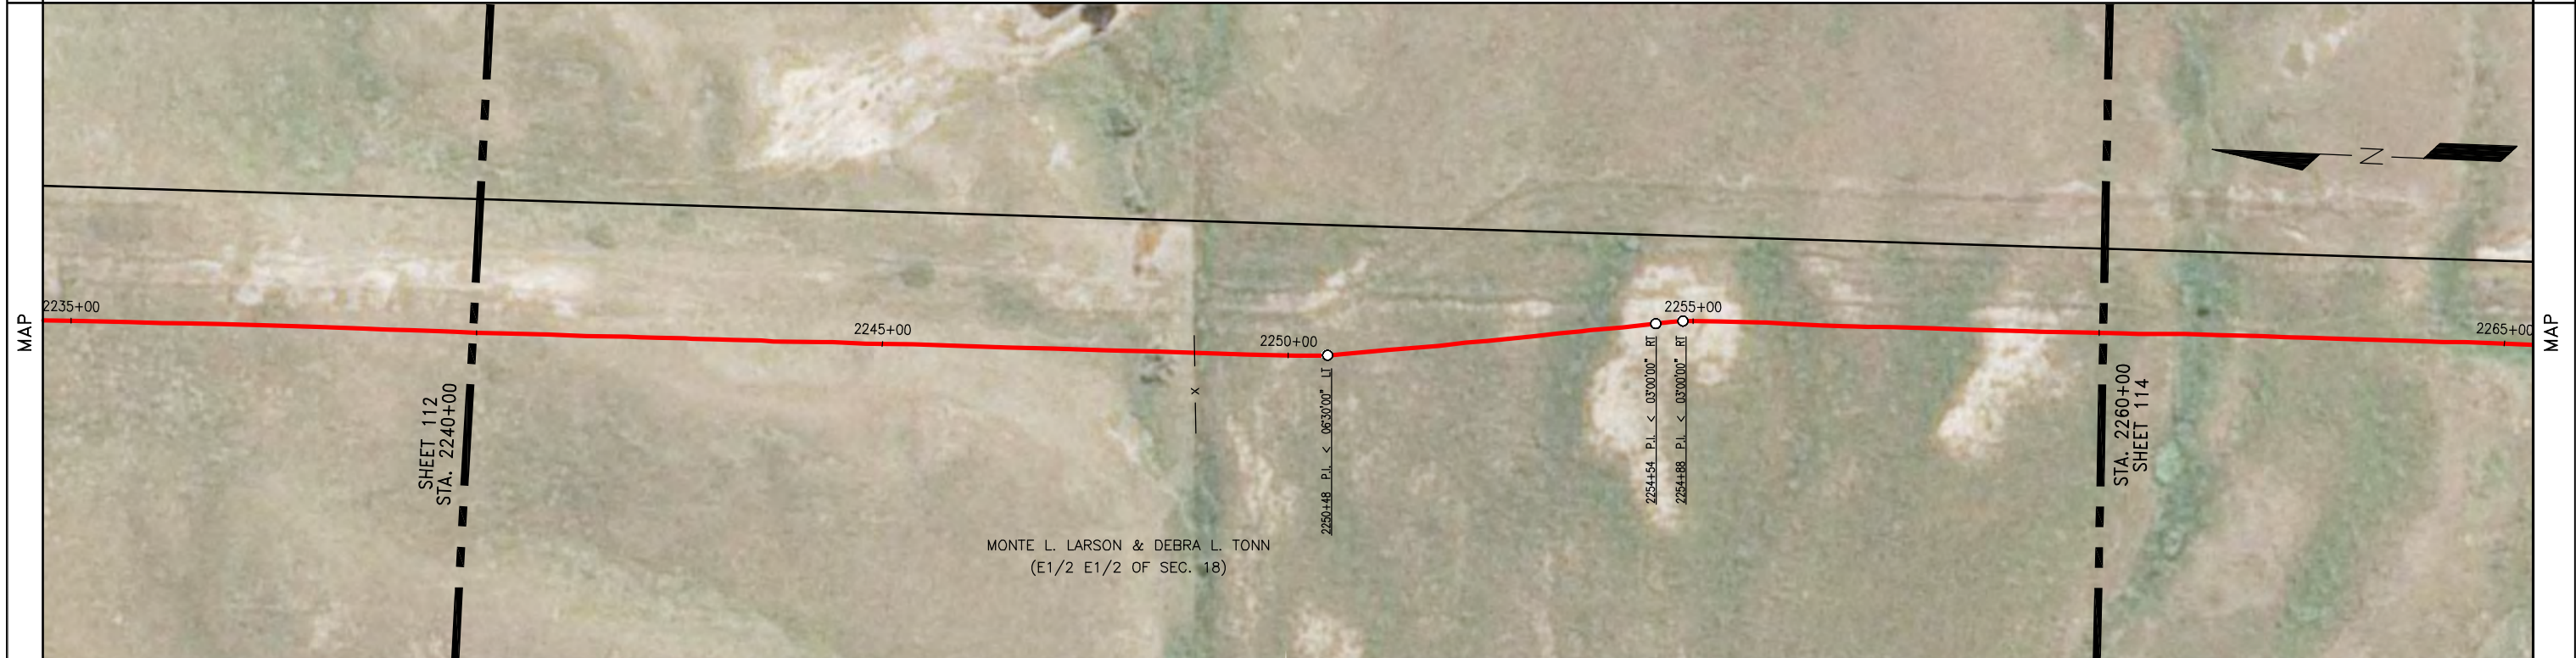 MAP
2235+00
SHEET 112
STA. 2240+00
2245+00
X
2250+00
2250+48 P.I. < 06°30'00" LT
2254+54 P.I. < 03°00'00" RT
2254+88 P.I. < 03°00'00" RT
2255+00
MONTE L. LARSON & DEBRA L. TONN
(E1/2 E1/2 OF SEC. 18)
STA. 2260+00
SHEET 114
N
2265+00
MAP